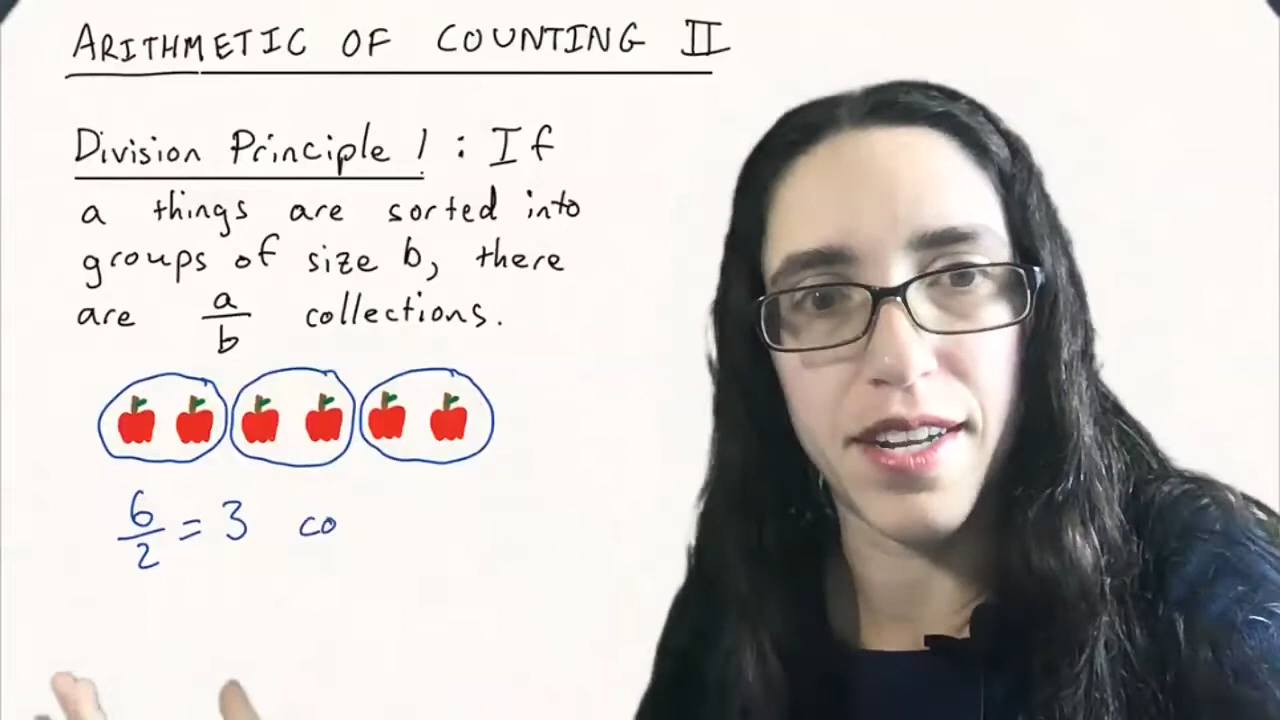 ARITHMETIC OF COUNTING II
Division Principle 1 : If
a things are sorted into
groups of size b, there
are a/b collections.
6/2 = 3 co